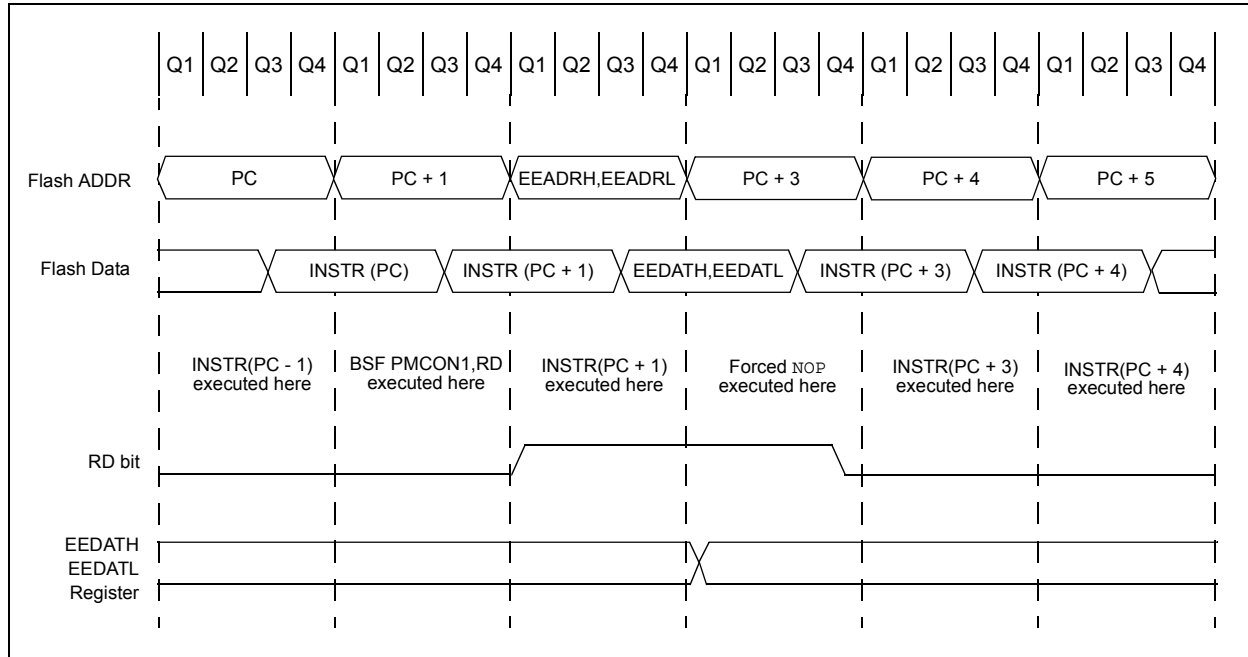 Q1 Q2 Q3 Q4 Q1 Q2 Q3 Q4 Q1 Q2 Q3 Q4 Q1 Q2 Q3 Q4 Q1 Q2 Q3 Q4 Q1 Q2 Q3 Q4
Flash ADDR PC PC + 1 EEADRH,EEADRL PC + 3 PC + 4 PC + 5
Flash Data INSTR (PC) INSTR (PC + 1) EEDATH,EEDATL INSTR (PC + 3) INSTR (PC + 4)
INSTR(PC - 1)
executed here
BSF PMCON1,RD
executed here
INSTR(PC + 1)
executed here
Forced NOP
executed here
INSTR(PC + 3)
executed here
INSTR(PC + 4)
executed here
RD bit
EEDATH
EEDATL
Register